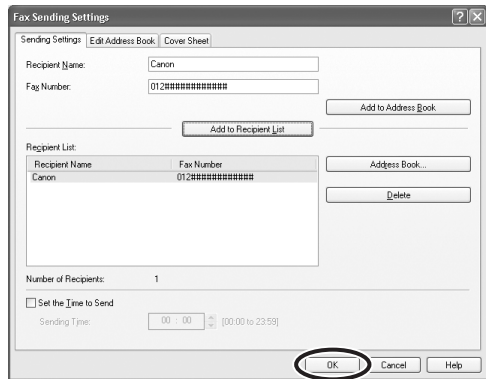 Fax Sending Settings
Sending Settings Edit Address Book Cover Sheet
Recipient Name: Canon
Fax Number: 012############
Add to Address Book
Add to Recipient List
Recipient List:
Recipient Name Fax Number
Canon 012############
Address Book...
Delete
Number of Recipients: 1
Set the Time to Send
Sending Time: 00 : 00 [00:00 to 23:59]
OK Cancel Help